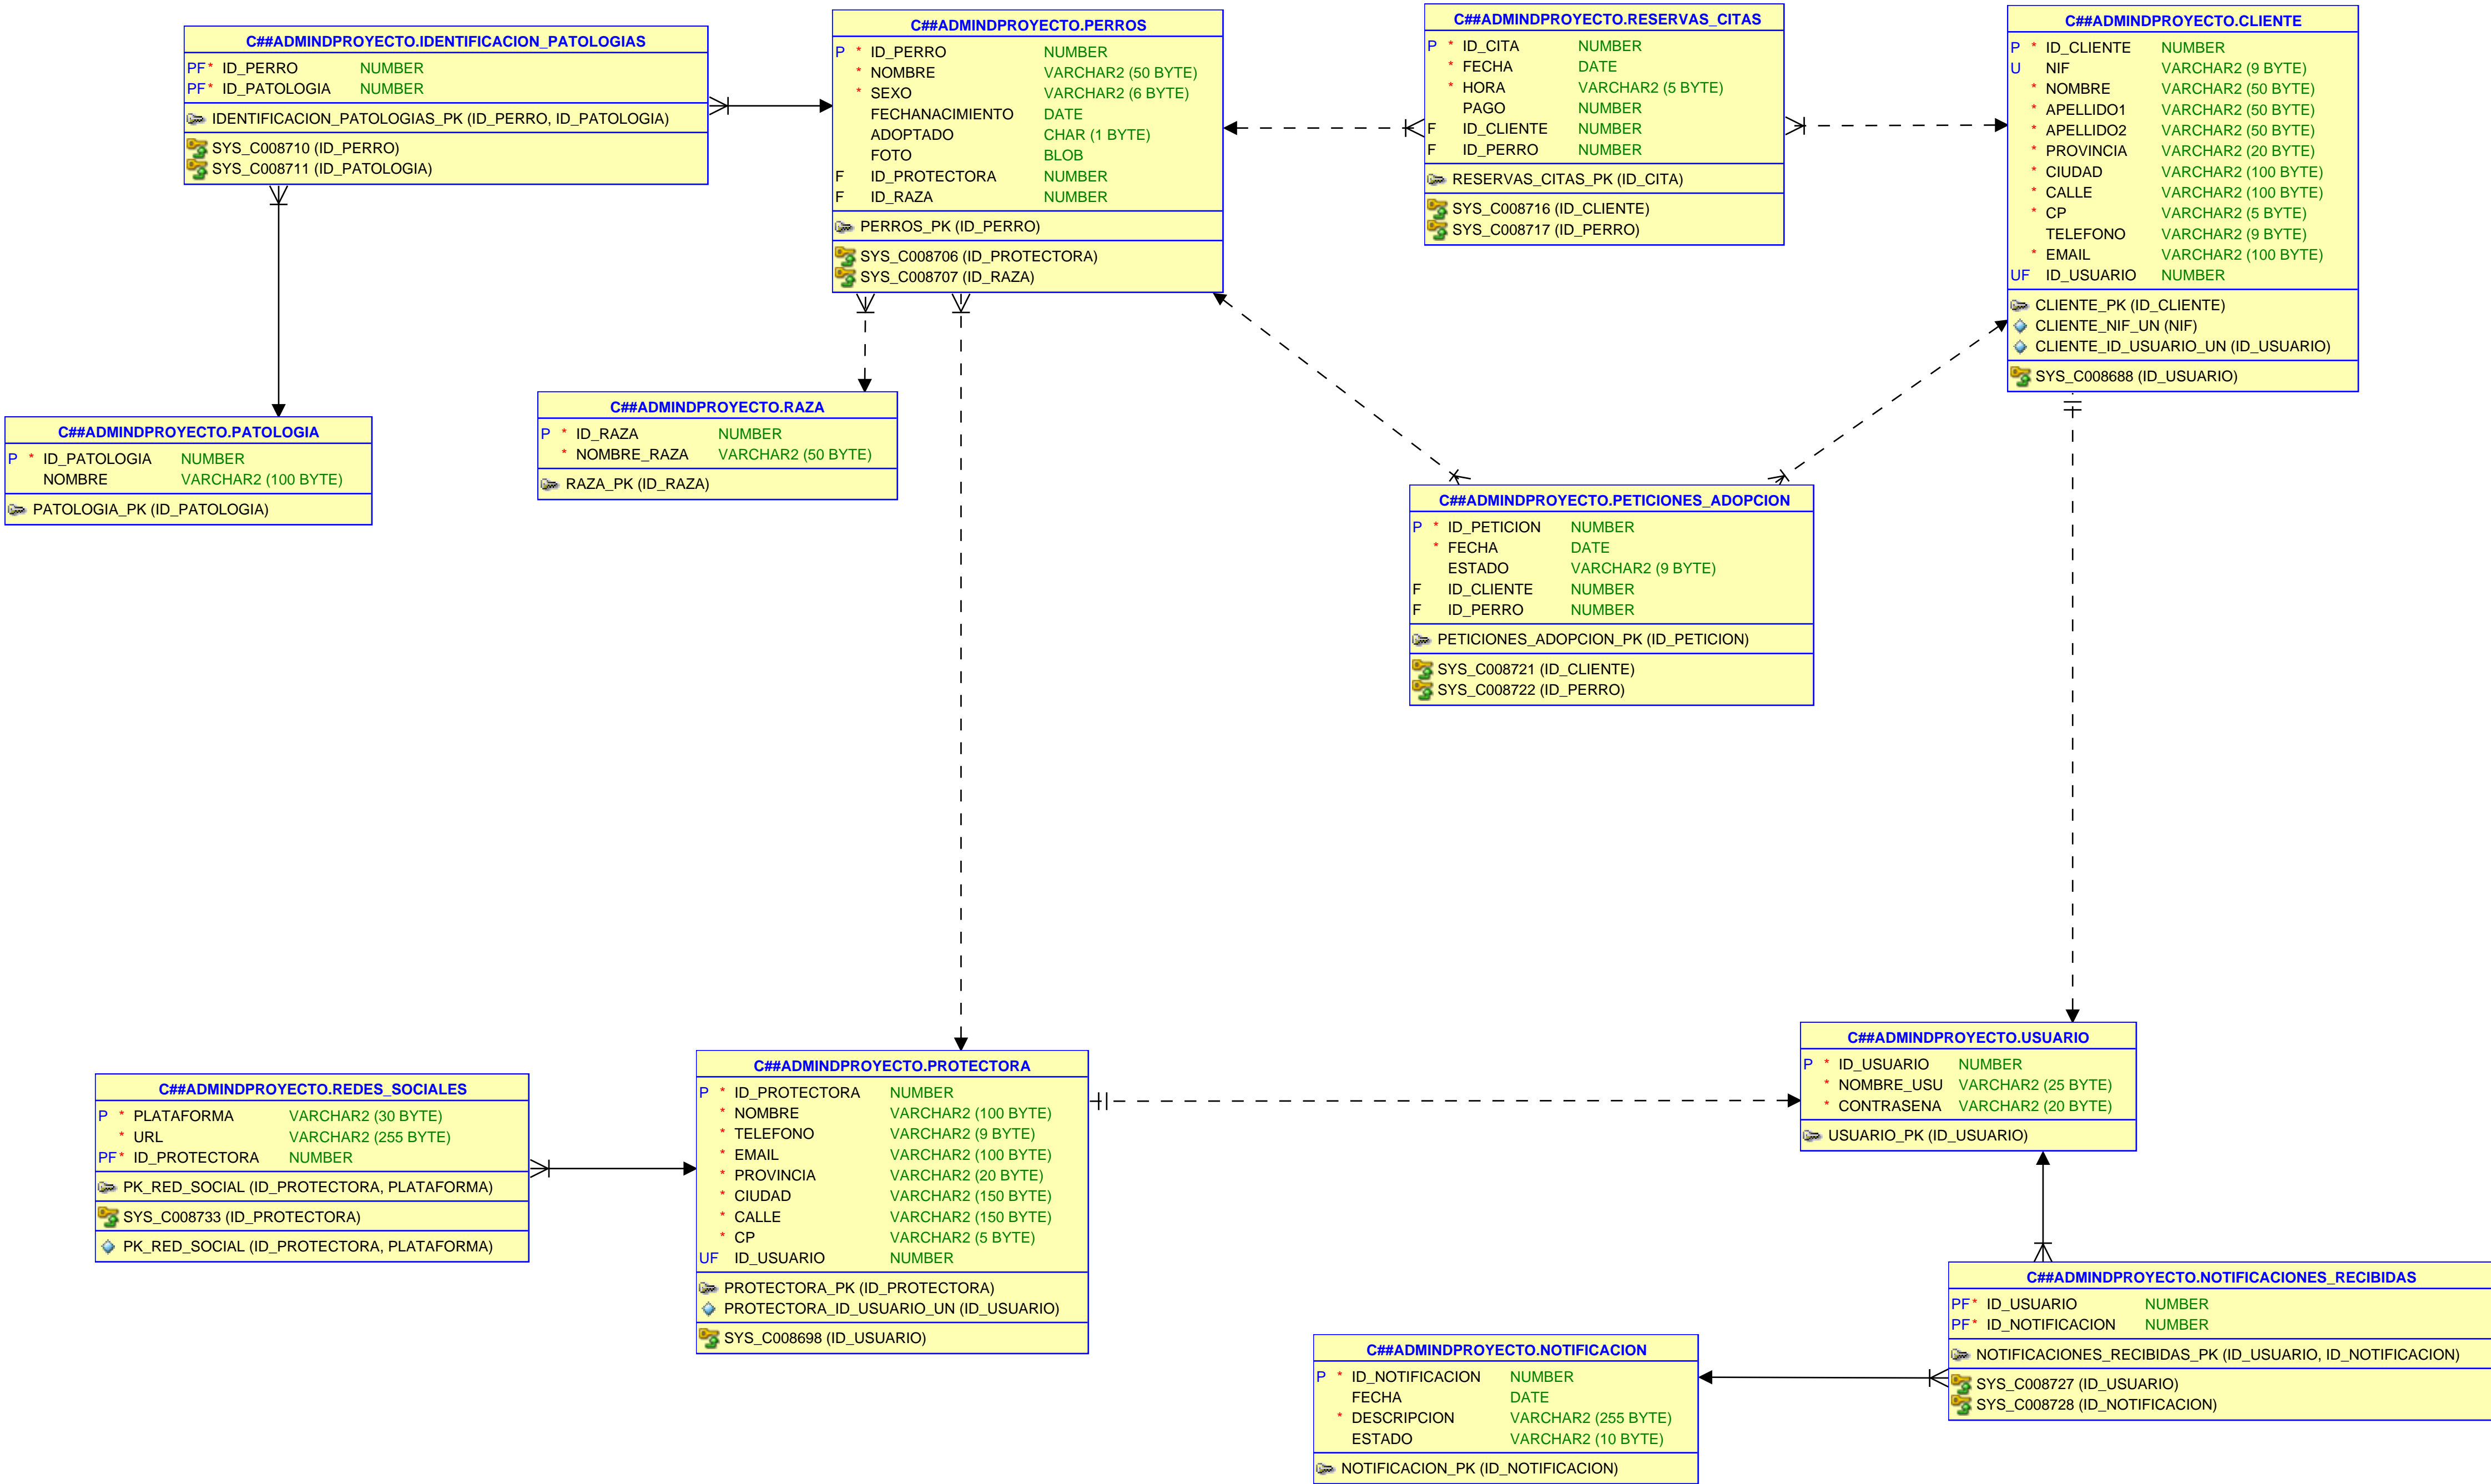 C##ADMINDPROYECTO.IDENTIFICACION_PATOLOGIAS
PF* ID_PERRO NUMBER
PF* ID_PATOLOGIA NUMBER
IDENTIFICACION_PATOLOGIAS_PK (ID_PERRO, ID_PATOLOGIA)
SYS_C008710 (ID_PERRO)
SYS_C008711 (ID_PATOLOGIA)
C##ADMINDPROYECTO.PERROS
P * ID_PERRO NUMBER
* NOMBRE VARCHAR2 (50 BYTE)
* SEXO VARCHAR2 (6 BYTE)
FECHANACIMIENTO DATE
ADOPTADO CHAR (1 BYTE)
FOTO BLOB
F ID_PROTECTORA NUMBER
F ID_RAZA NUMBER
PERROS_PK (ID_PERRO)
SYS_C008706 (ID_PROTECTORA)
SYS_C008707 (ID_RAZA)
C##ADMINDPROYECTO.RESERVAS_CITAS
P * ID_CITA NUMBER
* FECHA DATE
* HORA VARCHAR2 (5 BYTE)
PAGO NUMBER
F ID_CLIENTE NUMBER
F ID_PERRO NUMBER
RESERVAS_CITAS_PK (ID_CITA)
SYS_C008716 (ID_CLIENTE)
SYS_C008717 (ID_PERRO)
C##ADMINDPROYECTO.CLIENTE
P * ID_CLIENTE NUMBER
U NIF VARCHAR2 (9 BYTE)
* NOMBRE VARCHAR2 (50 BYTE)
* APELLIDO1 VARCHAR2 (50 BYTE)
* APELLIDO2 VARCHAR2 (50 BYTE)
* PROVINCIA VARCHAR2 (20 BYTE)
* CIUDAD VARCHAR2 (100 BYTE)
* CALLE VARCHAR2 (100 BYTE)
* CP VARCHAR2 (5 BYTE)
TELEFONO VARCHAR2 (9 BYTE)
* EMAIL VARCHAR2 (100 BYTE)
UF ID_USUARIO NUMBER
CLIENTE_PK (ID_CLIENTE)
CLIENTE_NIF_UN (NIF)
CLIENTE_ID_USUARIO_UN (ID_USUARIO)
SYS_C008688 (ID_USUARIO)
C##ADMINDPROYECTO.PATOLOGIA
P * ID_PATOLOGIA NUMBER
NOMBRE VARCHAR2 (100 BYTE)
PATOLOGIA_PK (ID_PATOLOGIA)
C##ADMINDPROYECTO.RAZA
P * ID_RAZA NUMBER
* NOMBRE_RAZA VARCHAR2 (50 BYTE)
RAZA_PK (ID_RAZA)
C##ADMINDPROYECTO.PETICIONES_ADOPCION
P * ID_PETICION NUMBER
* FECHA DATE
ESTADO VARCHAR2 (9 BYTE)
F ID_CLIENTE NUMBER
F ID_PERRO NUMBER
PETICIONES_ADOPCION_PK (ID_PETICION)
SYS_C008721 (ID_CLIENTE)
SYS_C008722 (ID_PERRO)
C##ADMINDPROYECTO.REDES_SOCIALES
P * PLATAFORMA VARCHAR2 (30 BYTE)
* URL VARCHAR2 (255 BYTE)
PF* ID_PROTECTORA NUMBER
PK_RED_SOCIAL (ID_PROTECTORA, PLATAFORMA)
SYS_C008733 (ID_PROTECTORA)
PK_RED_SOCIAL (ID_PROTECTORA, PLATAFORMA)
C##ADMINDPROYECTO.PROTECTORA
P * ID_PROTECTORA NUMBER
* NOMBRE VARCHAR2 (100 BYTE)
* TELEFONO VARCHAR2 (9 BYTE)
* EMAIL VARCHAR2 (100 BYTE)
* PROVINCIA VARCHAR2 (20 BYTE)
* CIUDAD VARCHAR2 (150 BYTE)
* CALLE VARCHAR2 (150 BYTE)
* CP VARCHAR2 (5 BYTE)
UF ID_USUARIO NUMBER
PROTECTORA_PK (ID_PROTECTORA)
PROTECTORA_ID_USUARIO_UN (ID_USUARIO)
SYS_C008698 (ID_USUARIO)
C##ADMINDPROYECTO.USUARIO
P * ID_USUARIO NUMBER
* NOMBRE_USU VARCHAR2 (25 BYTE)
* CONTRASENA VARCHAR2 (20 BYTE)
USUARIO_PK (ID_USUARIO)
C##ADMINDPROYECTO.NOTIFICACIONES_RECIBIDAS
PF* ID_USUARIO NUMBER
PF* ID_NOTIFICACION NUMBER
NOTIFICACIONES_RECIBIDAS_PK (ID_USUARIO, ID_NOTIFICACION)
SYS_C008727 (ID_USUARIO)
SYS_C008728 (ID_NOTIFICACION)
C##ADMINDPROYECTO.NOTIFICACION
P * ID_NOTIFICACION NUMBER
FECHA DATE
* DESCRIPCION VARCHAR2 (255 BYTE)
ESTADO VARCHAR2 (10 BYTE)
NOTIFICACION_PK (ID_NOTIFICACION)